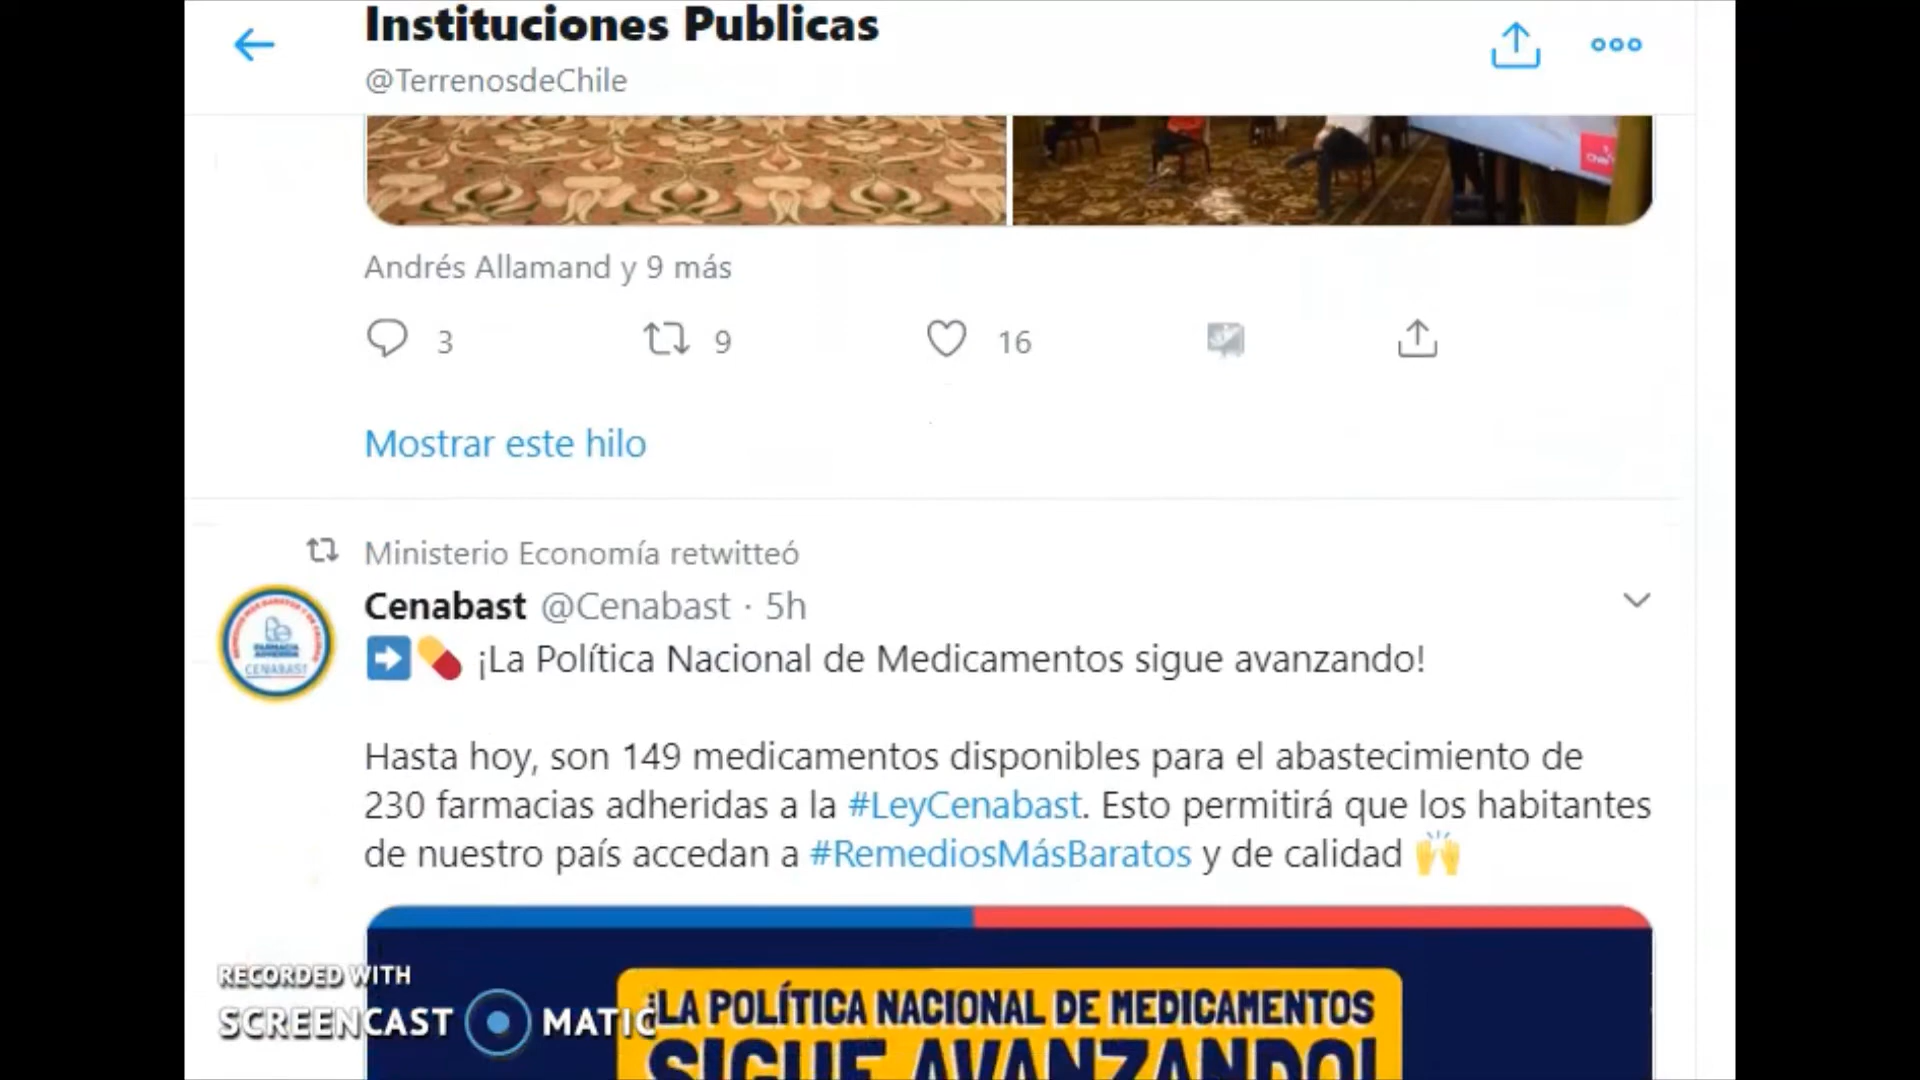 Instituciones Publicas
@TerrenosdeChile
Andrés Allamand y 9 más
3 9 16
Mostrar este hilo
Ministerio Economía retwitteó
Cenabast @Cenabast · 5h
¡La Política Nacional de Medicamentos sigue avanzando!
Hasta hoy, son 149 medicamentos disponibles para el abastecimiento de
230 farmacias adheridas a la #LeyCenabast. Esto permitirá que los habitantes
de nuestro país accedan a #RemediosMásBaratos y de calidad
CENABAST
RECORDED WITH
SCREENCAST MATIC
¡LA POLÍTICA NACIONAL DE MEDICAMENTOS
SIGUE AVANZANDO!